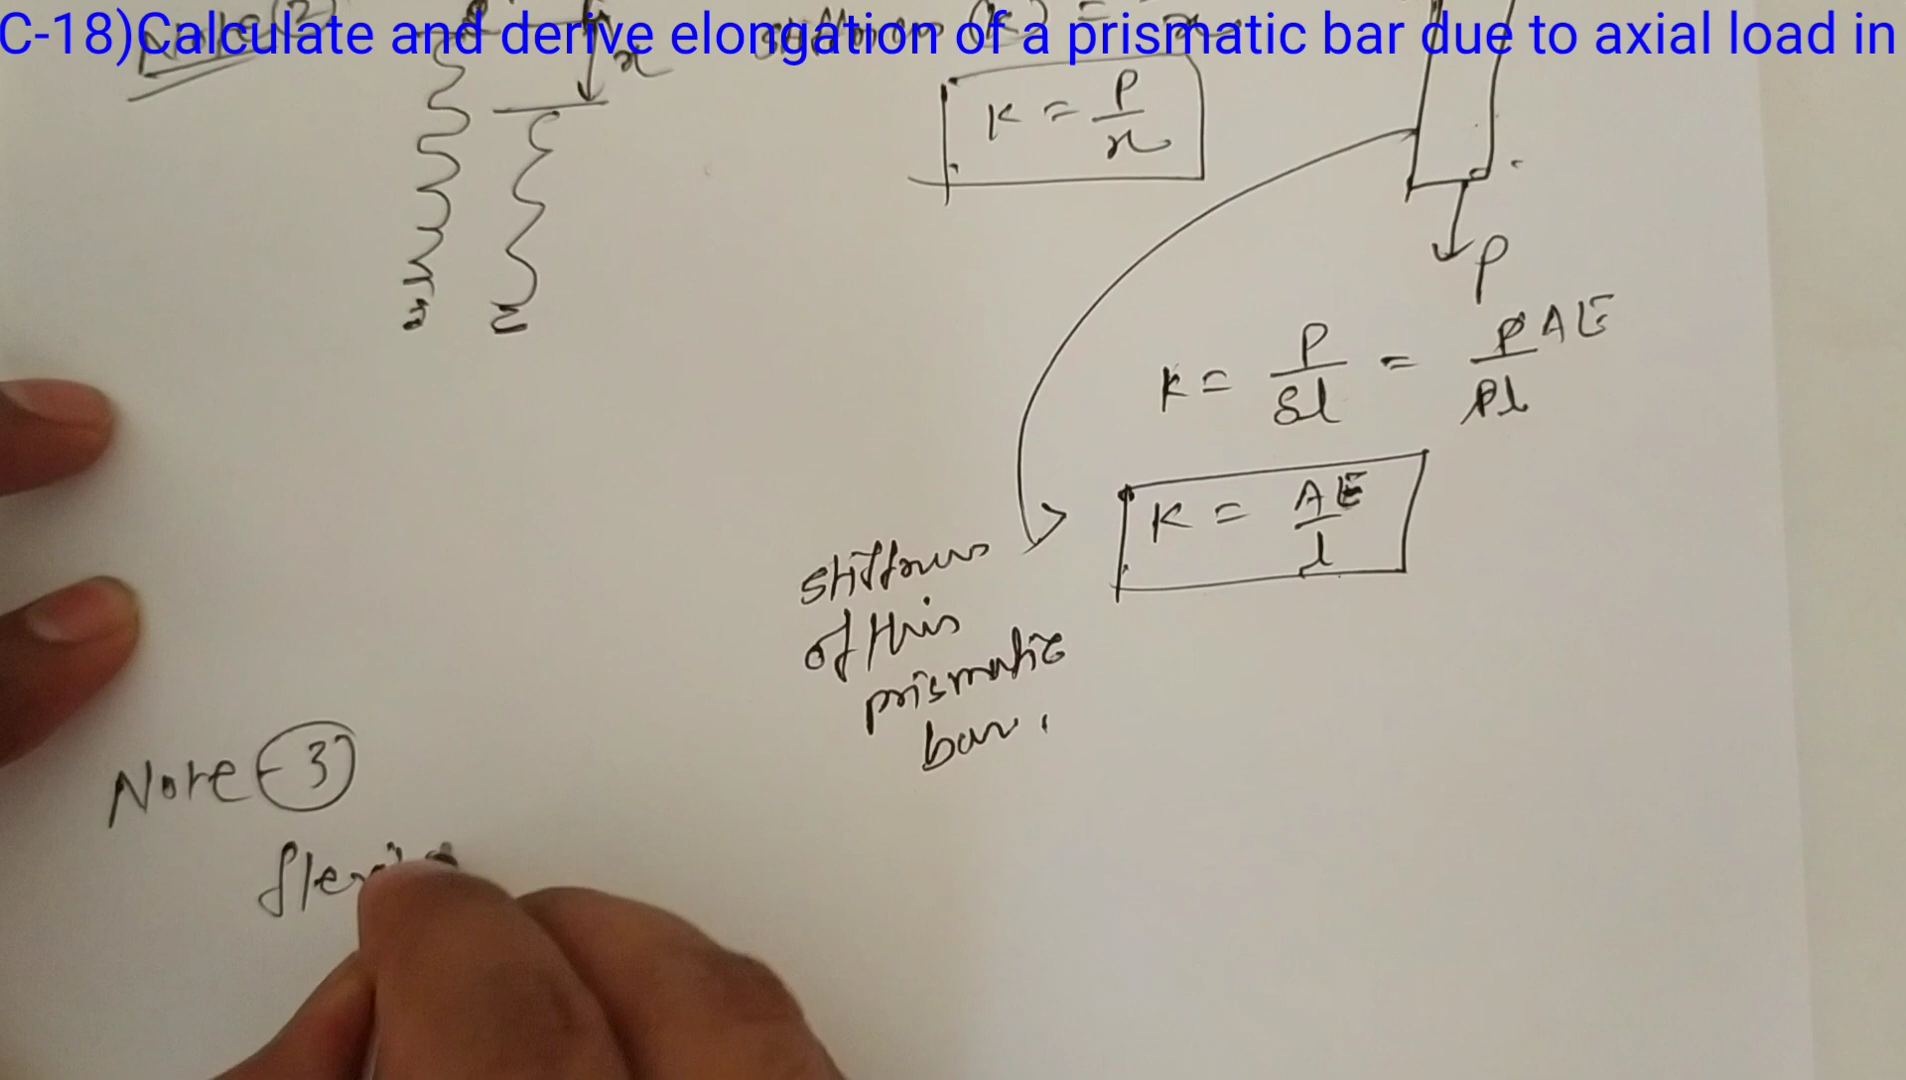 C-18)Calculate and derive elongation of a prismatic bar due to axial load in
x
K = P/x
P
K = P/δl = PAE/Pl
K = AE/l
stiffness
of this
prismatic
bar.
Note-3
flexi